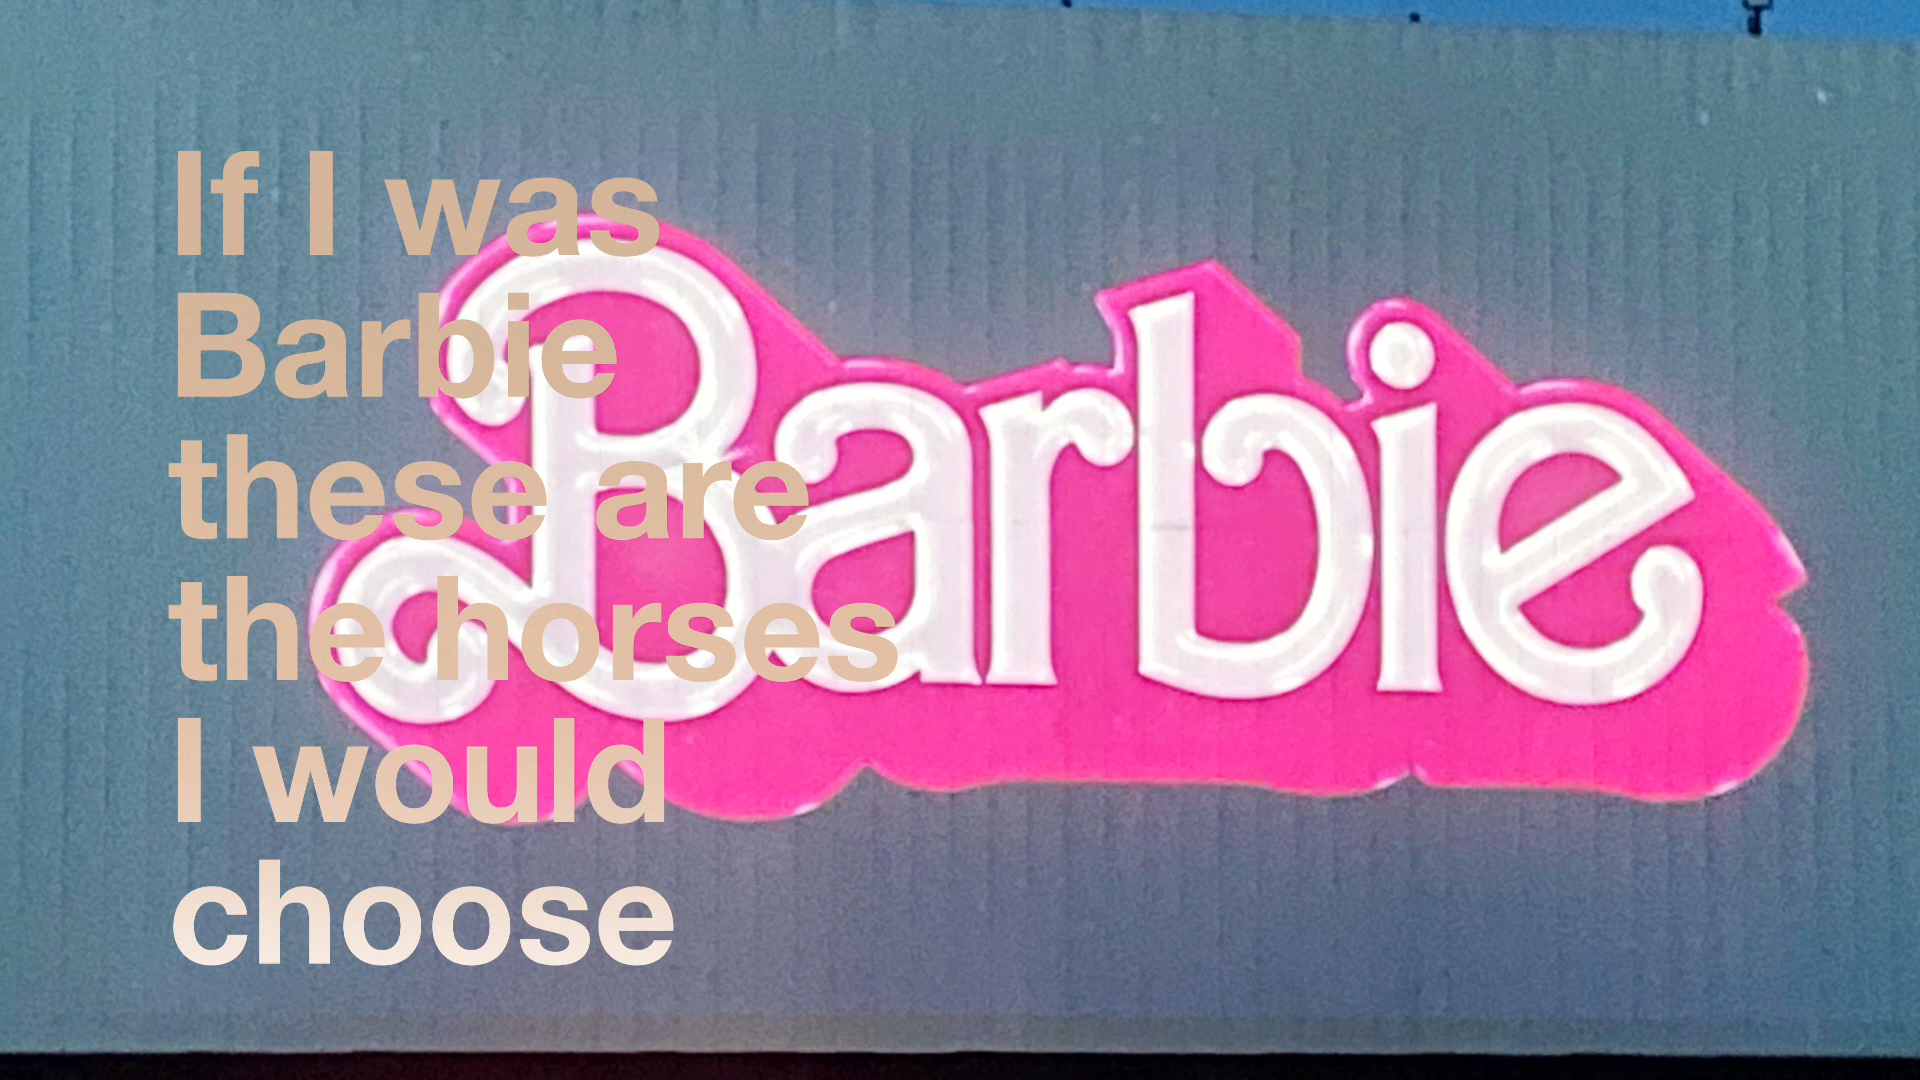 If I was
Barbie
these are
the horses
I would
choose
Barbie